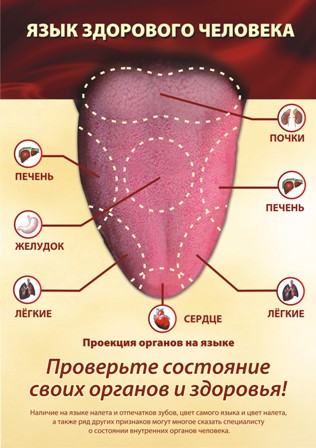 ЯЗЫК ЗДОРОВОГО ЧЕЛОВЕКА
ПОЧКИ
ПЕЧЕНЬ
ПЕЧЕНЬ
ЖЕЛУДОК
ЛЁГКИЕ
СЕРДЦЕ
ЛЁГКИЕ
Проекция органов на языке
Проверьте состояние
своих органов и здоровья!
Наличие на языке налета и отпечатков зубов, цвет самого языка и цвет налета,
а также ряд других признаков могут многое сказать специалисту
о состоянии внутренних органов человека.